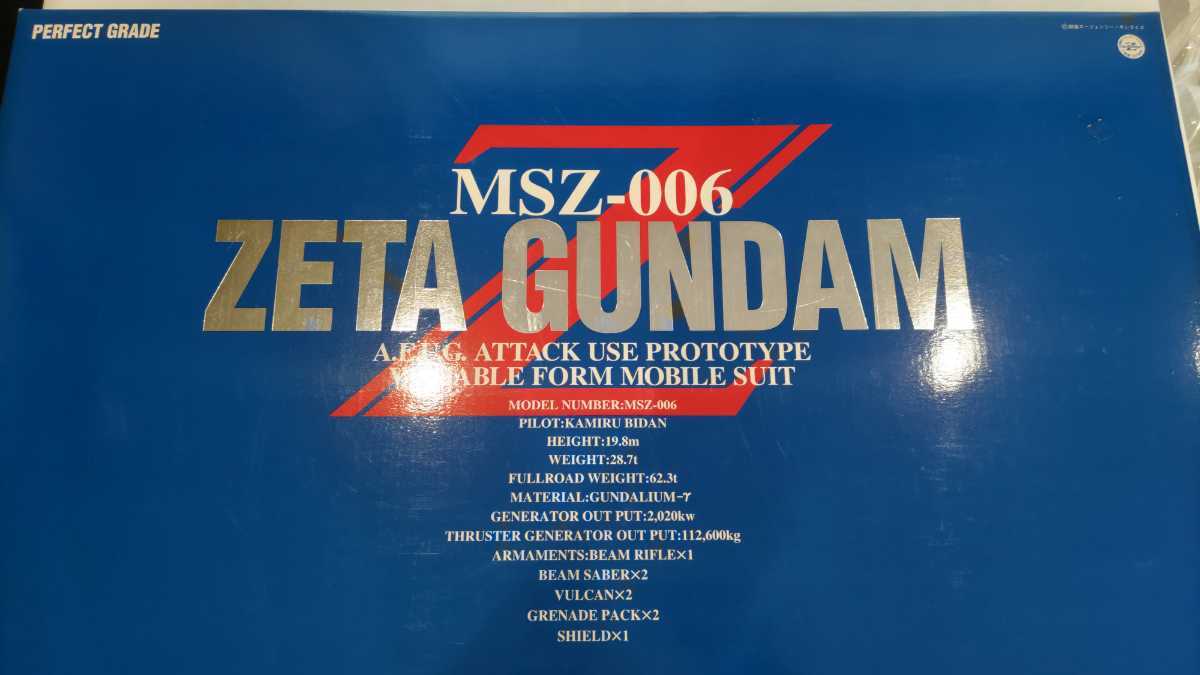 PERFECT GRADE
MSZ-006
ZETA GUNDAM
A.E.U.G. ATTACK USE PROTOTYPE
VARIABLE FORM MOBILE SUIT
MODEL NUMBER:MSZ-006
PILOT:KAMIRU BIDAN
HEIGHT:19.8m
WEIGHT:28.7t
FULLROAD WEIGHT:62.3t
MATERIAL:GUNDALIUM-γ
GENERATOR OUT PUT:2,020kw
THRUSTER GENERATOR OUT PUT:112,600kg
ARMAMENTS:BEAM RIFLE×1
BEAM SABER×2
VULCAN×2
GRENADE PACK×2
SHIELD×1